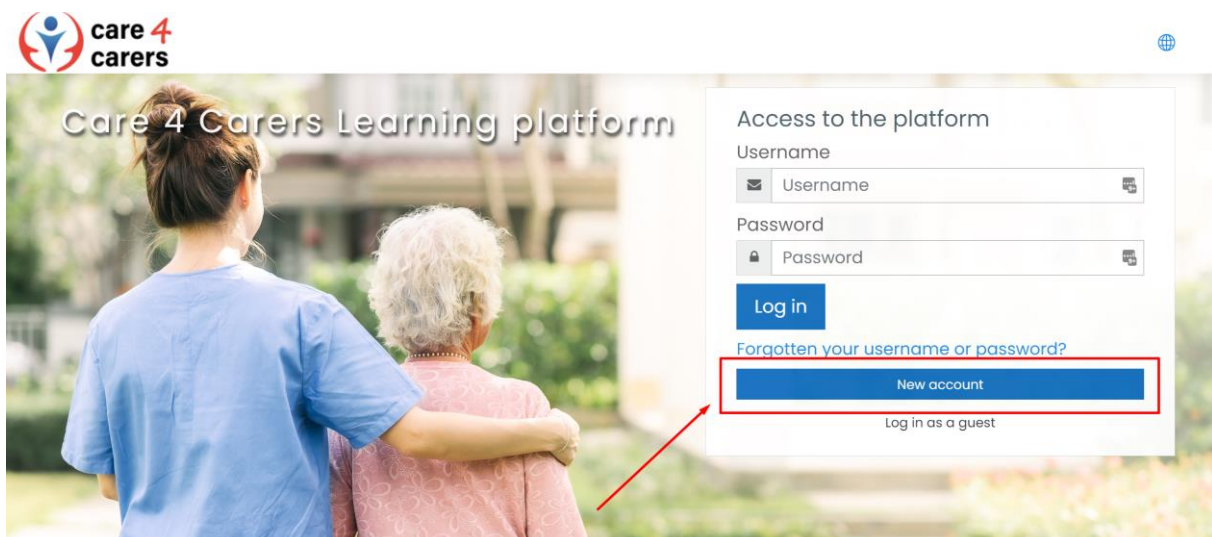 care 4
carers
Care 4 Carers Learning platform
Access to the platform
Username
Username
Password
Password
Log in
Forgotten your username or password?
New account
Log in as a guest